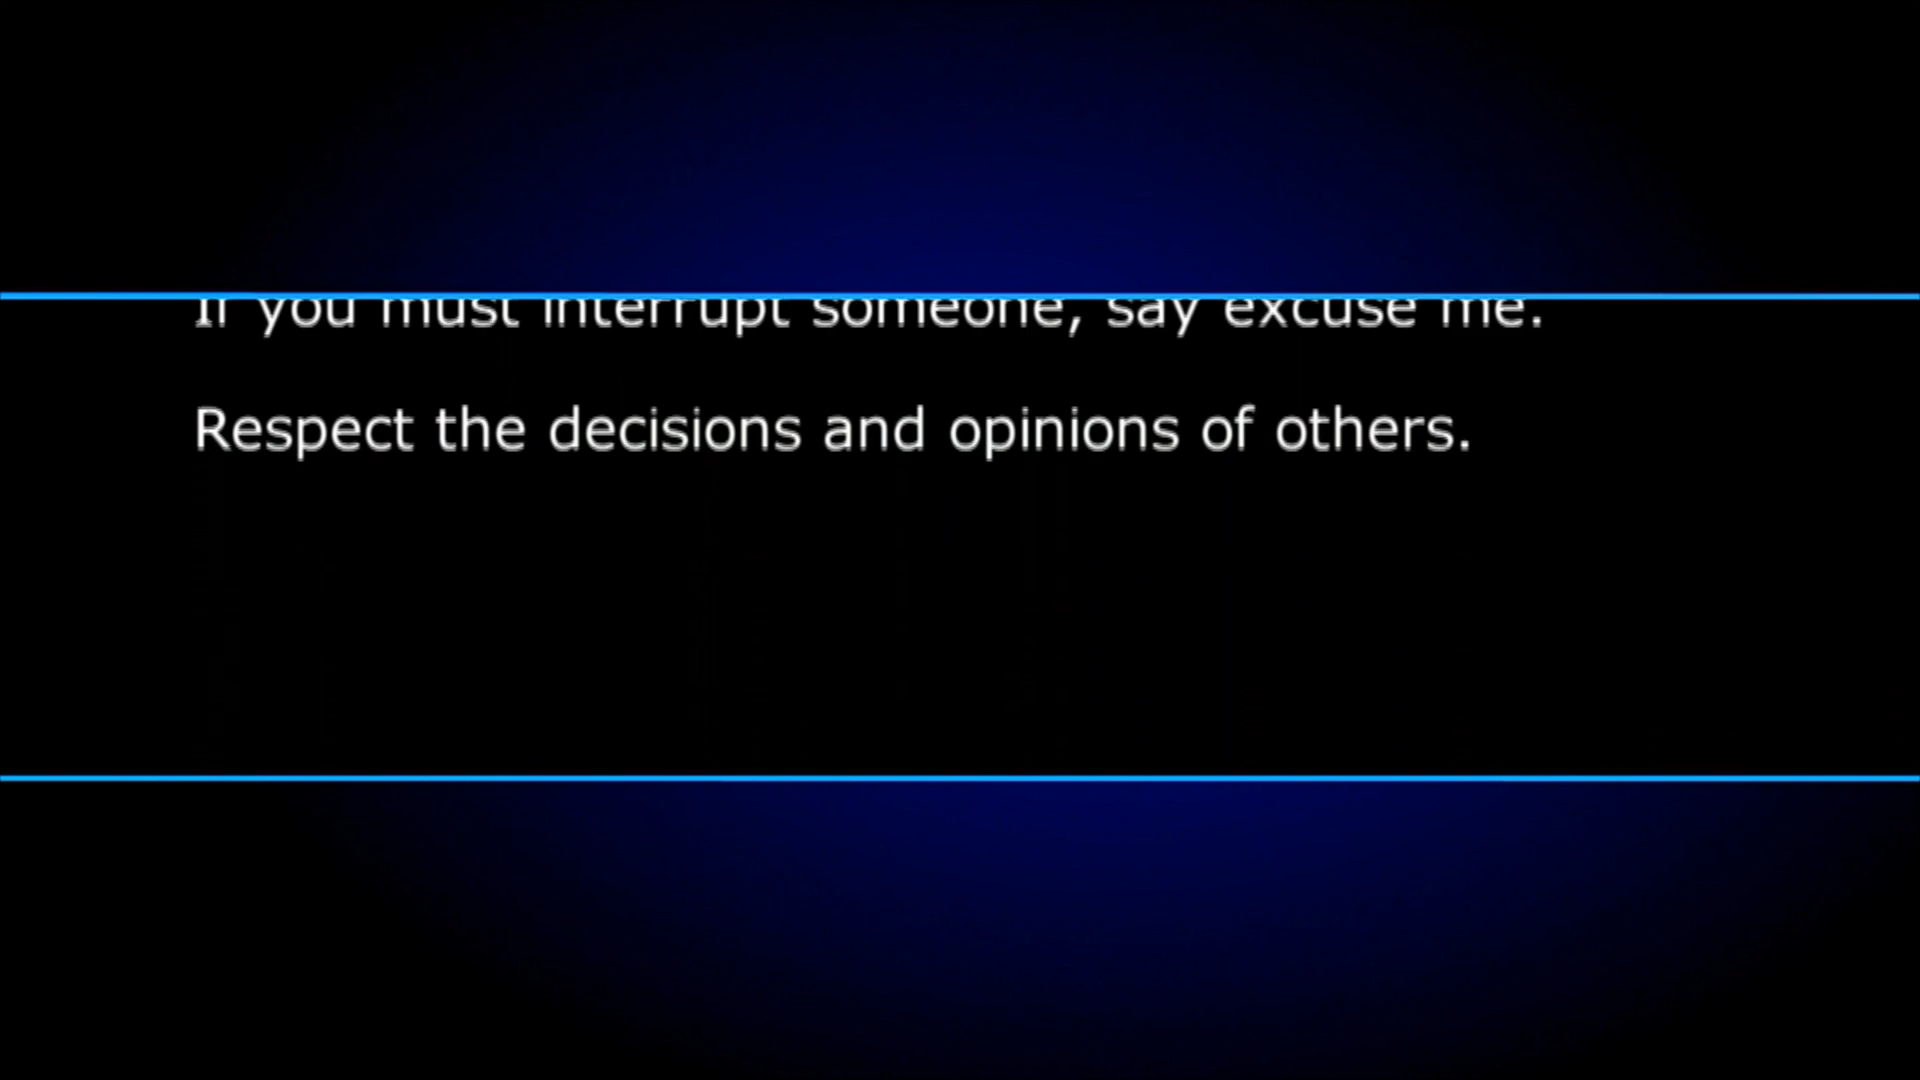 If you must interrupt someone, say excuse me.
Respect the decisions and opinions of others.